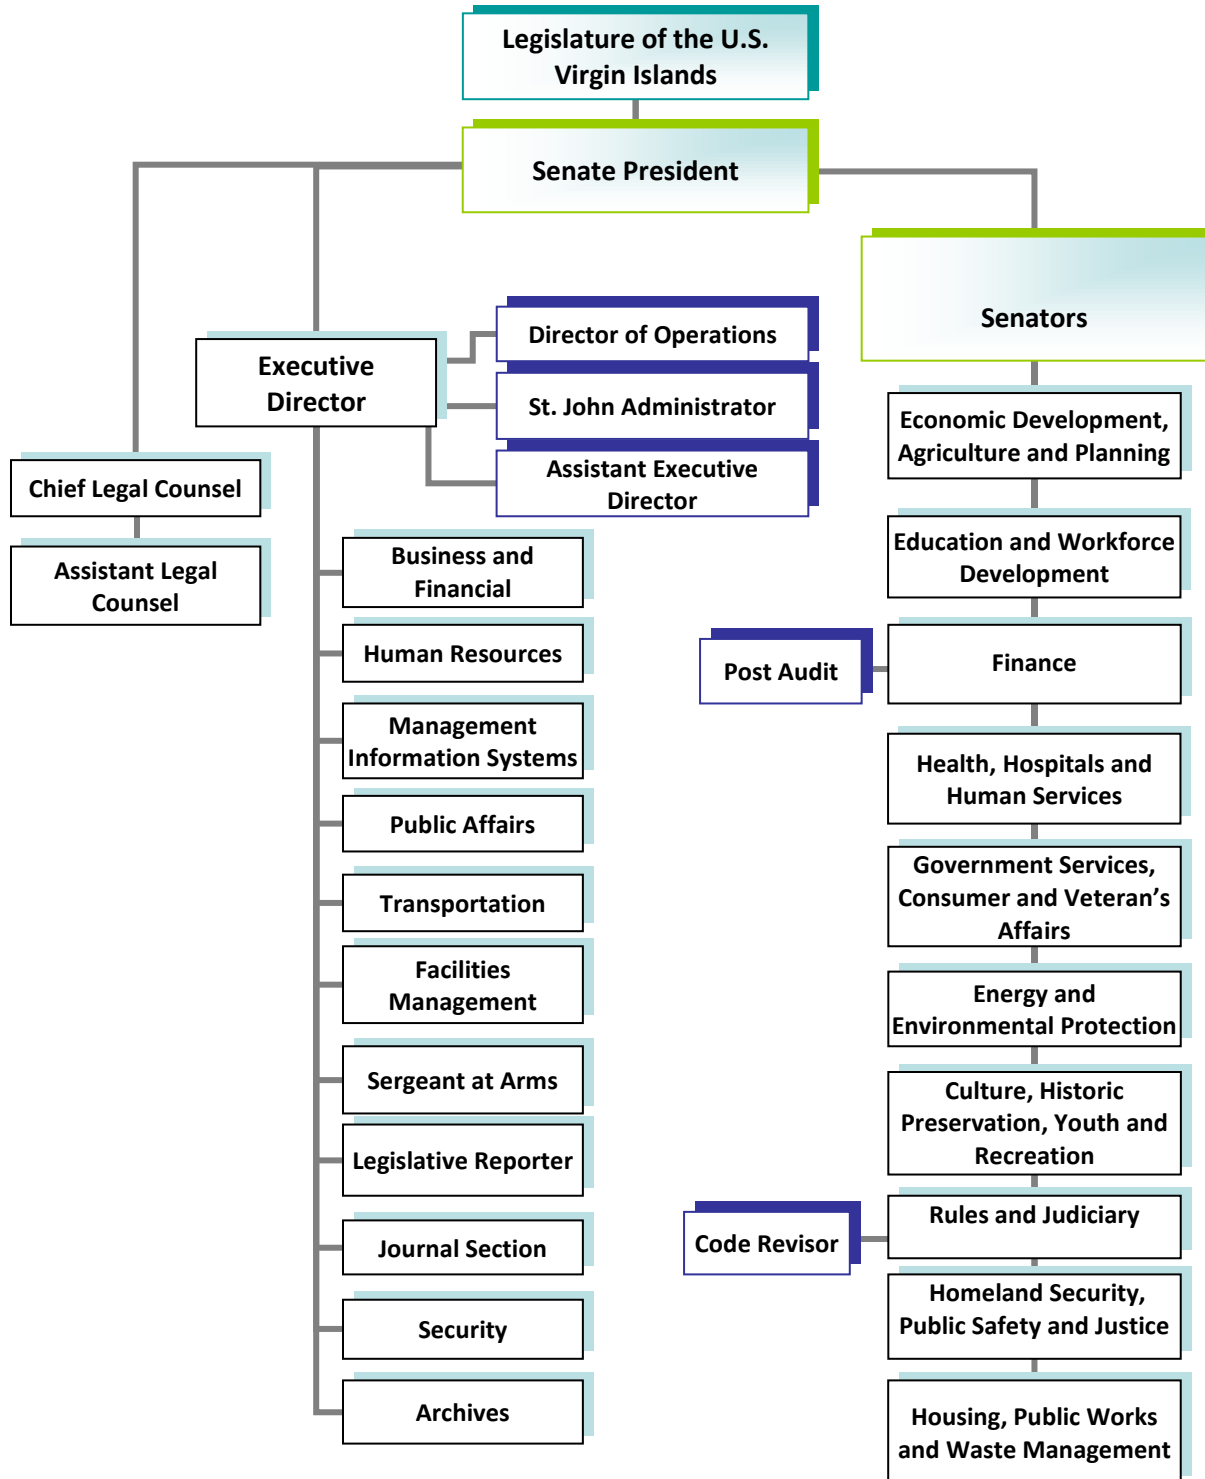 Legislature of the U.S.
Virgin Islands
Senate President
Senators
Executive
Director
Director of Operations
St. John Administrator
Assistant Executive
Director
Chief Legal Counsel
Assistant Legal
Counsel
Business and
Financial
Human Resources
Management
Information Systems
Public Affairs
Transportation
Facilities
Management
Sergeant at Arms
Legislative Reporter
Journal Section
Security
Archives
Economic Development,
Agriculture and Planning
Education and Workforce
Development
Post Audit
Finance
Health, Hospitals and
Human Services
Government Services,
Consumer and Veteran’s
Affairs
Energy and
Environmental Protection
Culture, Historic
Preservation, Youth and
Recreation
Code Revisor
Rules and Judiciary
Homeland Security,
Public Safety and Justice
Housing, Public Works
and Waste Management